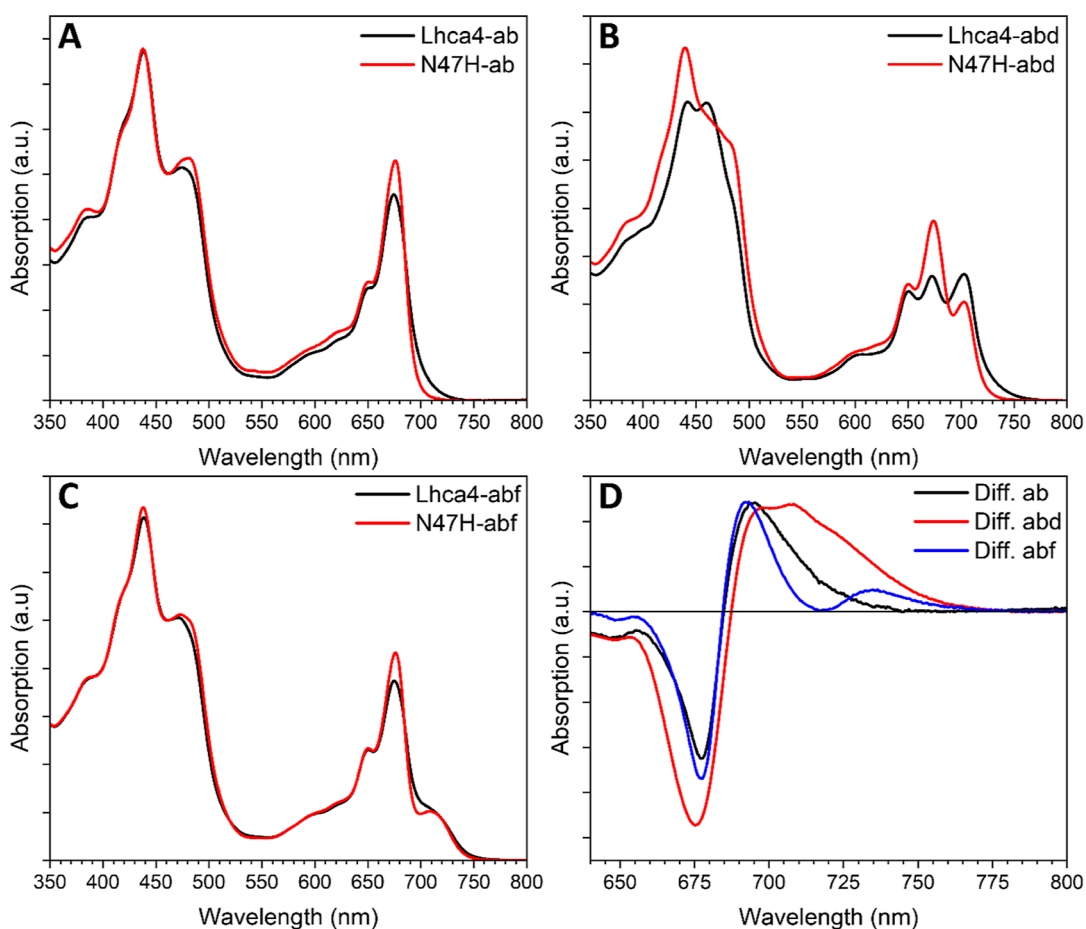 A
Lhca4-ab
N47H-ab
Absorption (a.u.)
350 400 450 500 550 600 650 700 750 800
Wavelength (nm)
B
Lhca4-abd
N47H-abd
Absorption (a.u.)
350 400 450 500 550 600 650 700 750 800
Wavelength (nm)
C
Lhca4-abf
N47H-abf
Absorption (a.u)
350 400 450 500 550 600 650 700 750 800
Wavelength (nm)
D
Diff. ab
Diff. abd
Diff. abf
Absorption (a.u.)
650 675 700 725 750 775 800
Wavelength (nm)